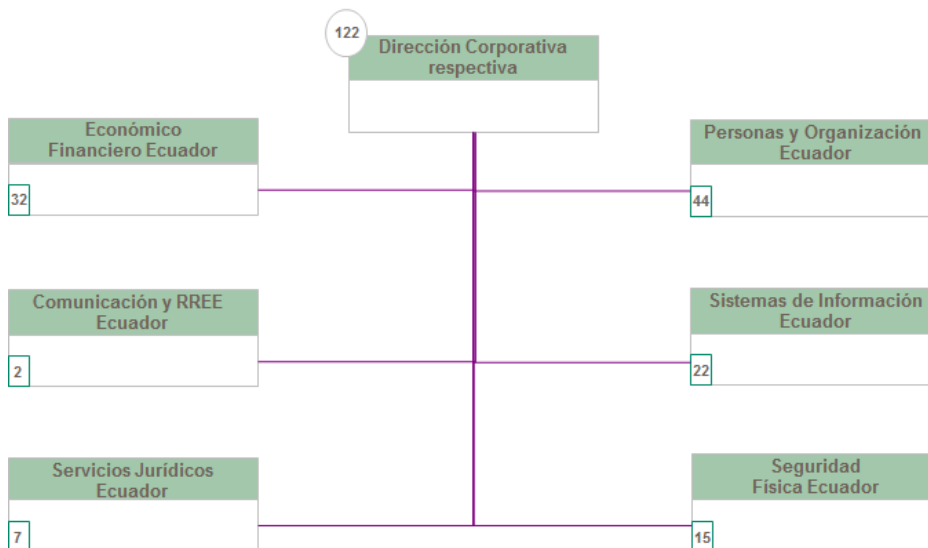 122
Dirección Corporativa
respectiva
Económico
Financiero Ecuador
32
Personas y Organización
Ecuador
44
Comunicación y RREE
Ecuador
2
Sistemas de Información
Ecuador
22
Servicios Jurídicos
Ecuador
7
Seguridad
Física Ecuador
15